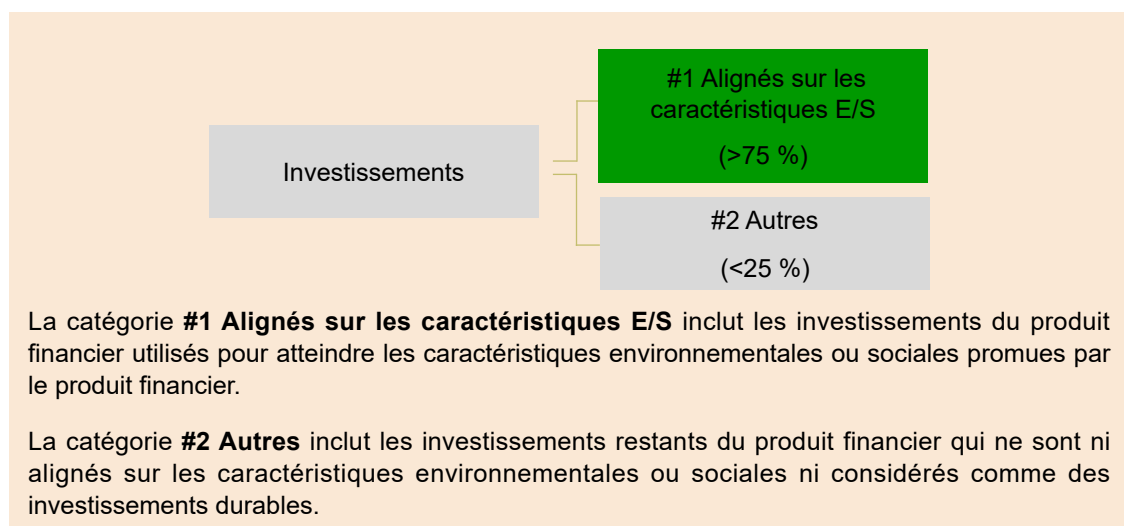 #1 Alignés sur les
caractéristiques E/S
(>75 %)
Investissements
#2 Autres
(<25 %)
La catégorie #1 Alignés sur les caractéristiques E/S inclut les investissements du produit
financier utilisés pour atteindre les caractéristiques environnementales ou sociales promues par
le produit financier.
La catégorie #2 Autres inclut les investissements restants du produit financier qui ne sont ni
alignés sur les caractéristiques environnementales ou sociales ni considérés comme des
investissements durables.